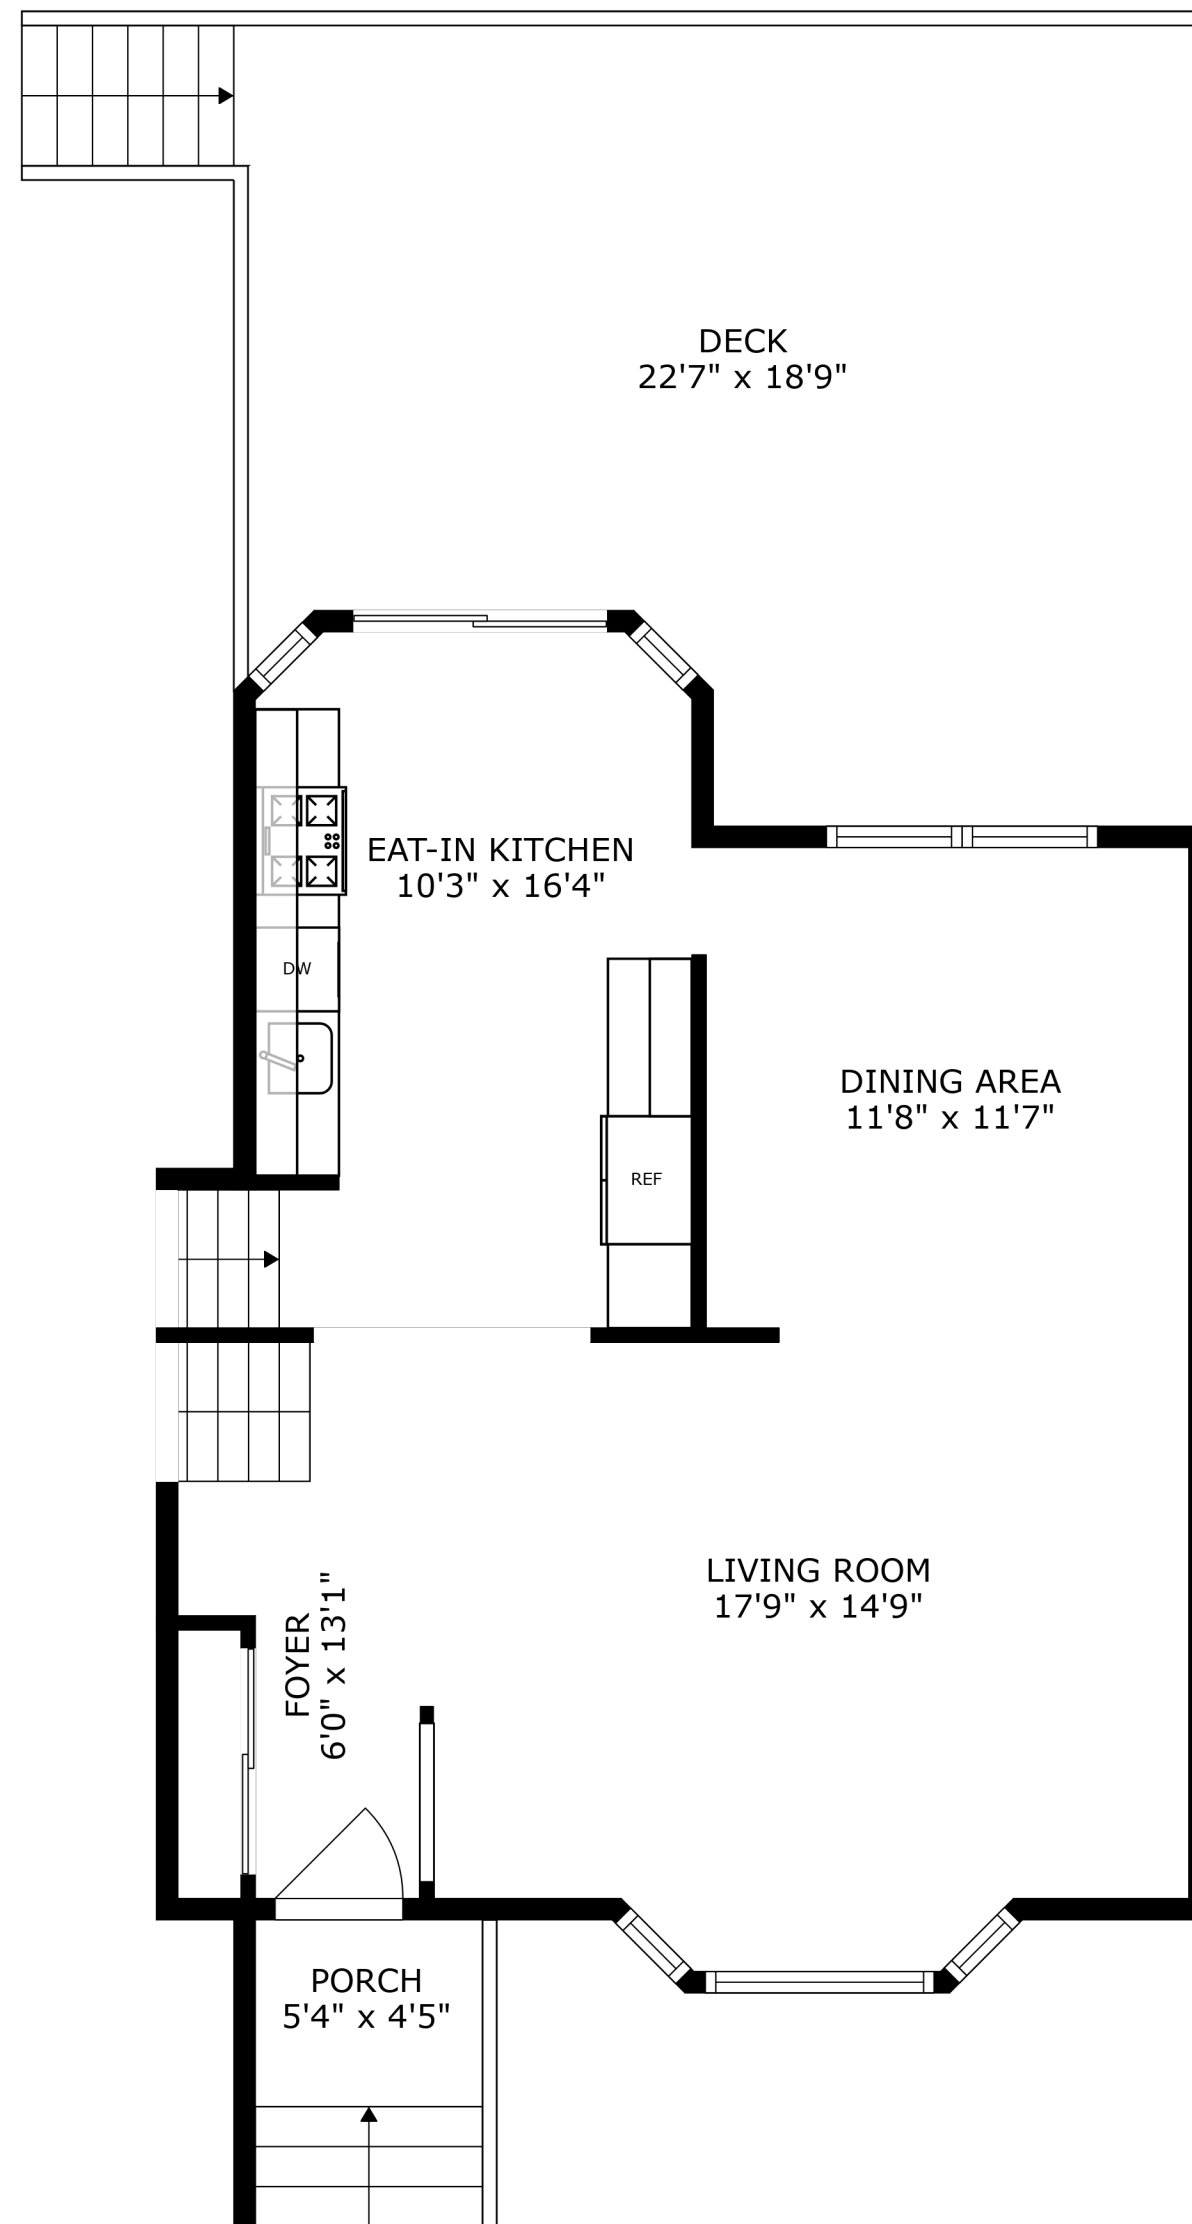 DECK
22'7" x 18'9"
EAT-IN KITCHEN
10'3" x 16'4"
DW
DINING AREA
11'8" x 11'7"
REF
LIVING ROOM
17'9" x 14'9"
FOYER
6'0" x 13'1"
PORCH
5'4" x 4'5"